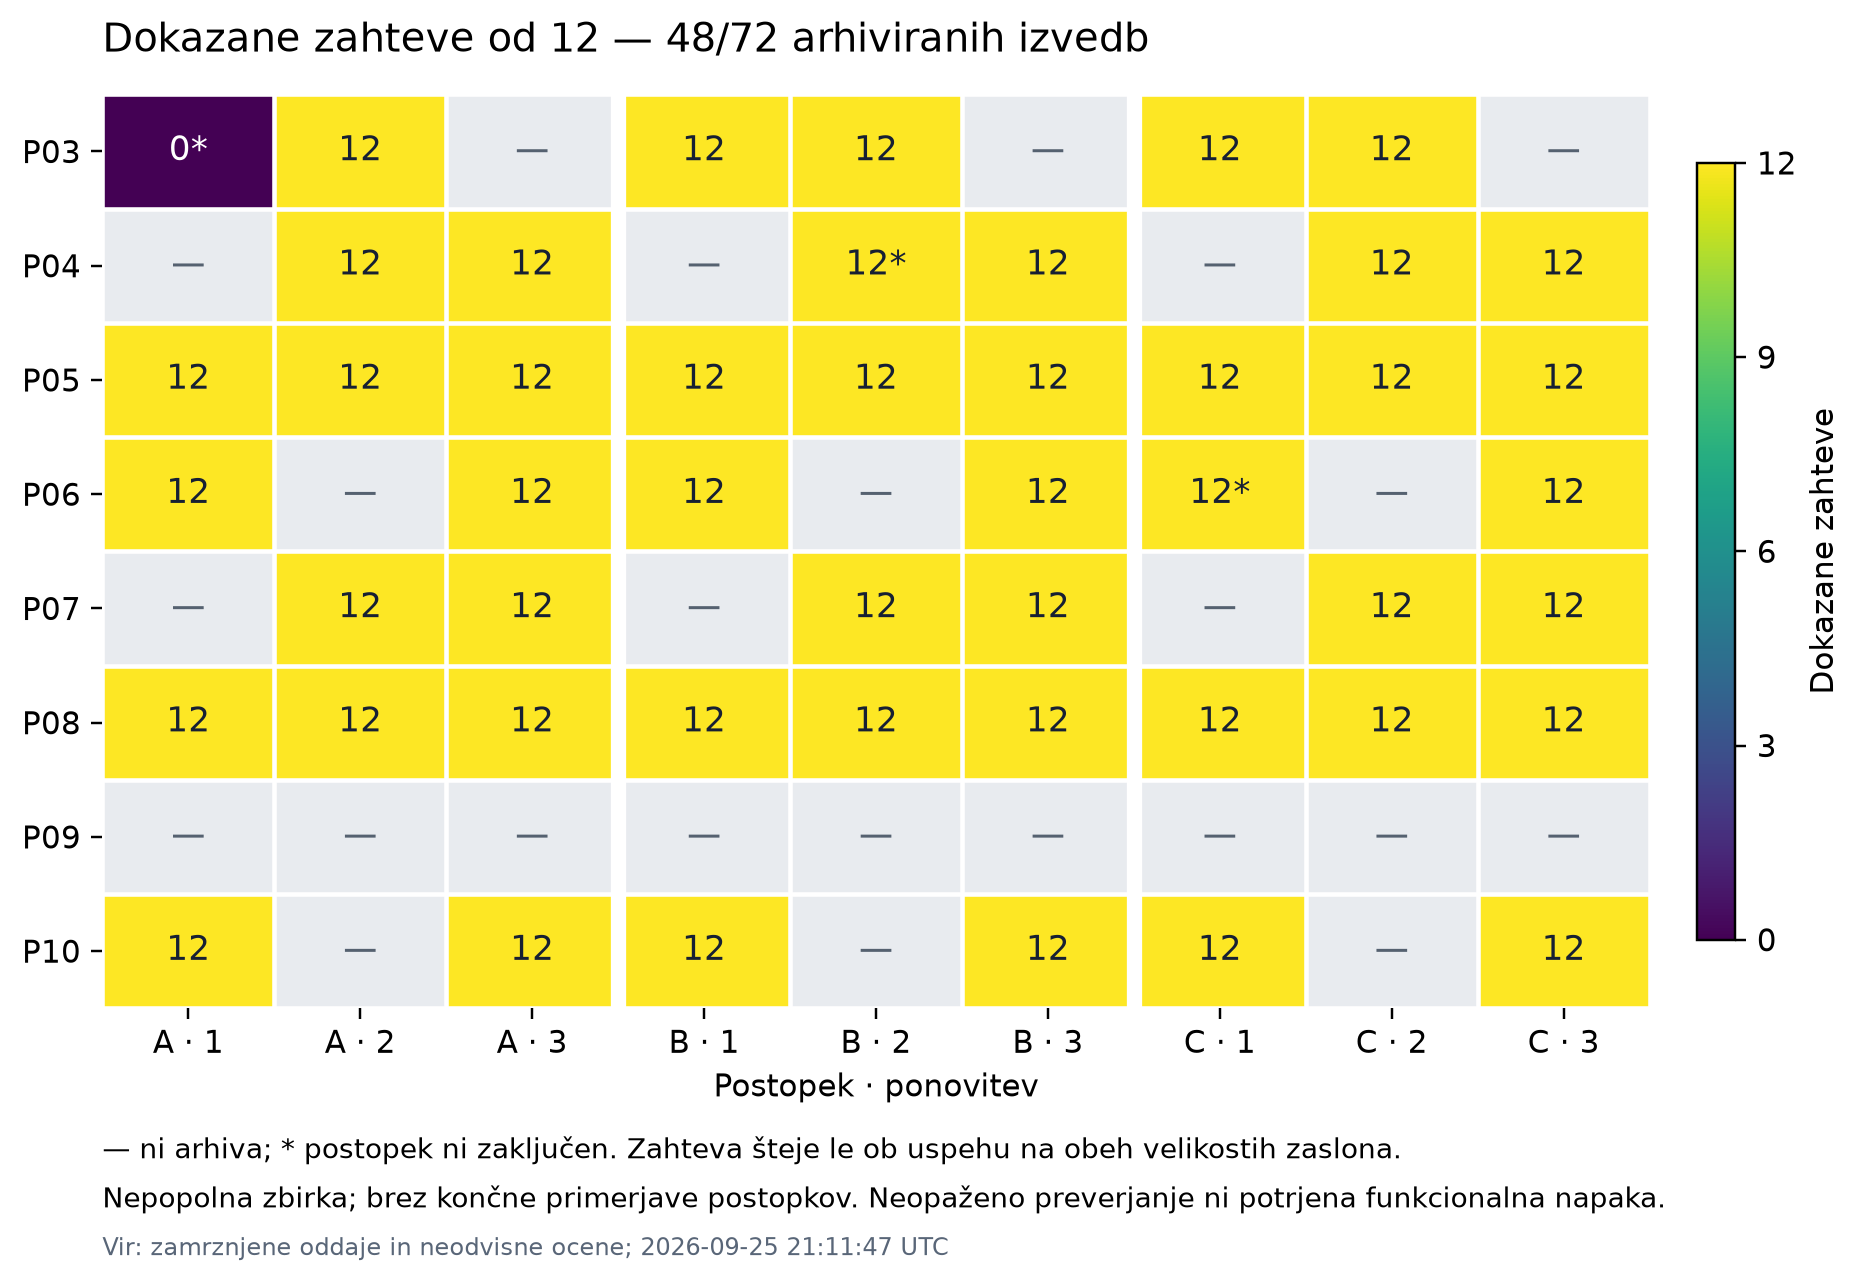 Dokazane zahteve od 12 — 48/72 arhiviranih izvedb
P03 0* 12 — 12 12 — 12 12 —
P04 — 12 12 — 12* 12 — 12 12
P05 12 12 12 12 12 12 12 12 12
P06 12 — 12 12 — 12 12* — 12
P07 — 12 12 — 12 12 — 12 12
P08 12 12 12 12 12 12 12 12 12
P09 — — — — — — — — —
P10 12 — 12 12 — 12 12 — 12
A · 1 A · 2 A · 3 B · 1 B · 2 B · 3 C · 1 C · 2 C · 3
Postopek · ponovitev
12
9
6
3
0
Dokazane zahteve
— ni arhiva; * postopek ni zaključen. Zahteva šteje le ob uspehu na obeh velikostih zaslona.
Nepopolna zbirka; brez končne primerjave postopkov. Neopaženo preverjanje ni potrjena funkcionalna napaka.
Vir: zamrznjene oddaje in neodvisne ocene; 2026-09-25 21:11:47 UTC